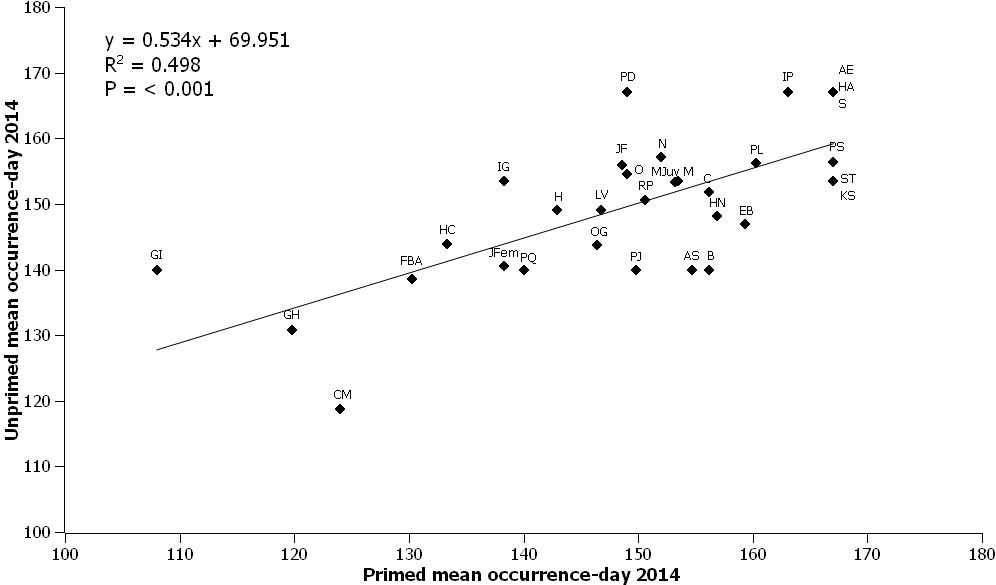 180
y = 0.534x + 69.951
R² = 0.498
P = < 0.001
170
PD
IP
AE
HA
S
160
JF
N
PL
PS
IG
O
MJuv
M
RP
C
ST
KS
150
H
LV
HN
EB
HC
OG
GI
FBA
JFem
PQ
PJ
AS
B
140
GH
130
CM
120
110
100
Unprimed mean occurrence-day 2014
100 110 120 130 140 150 160 170 180
Primed mean occurrence-day 2014